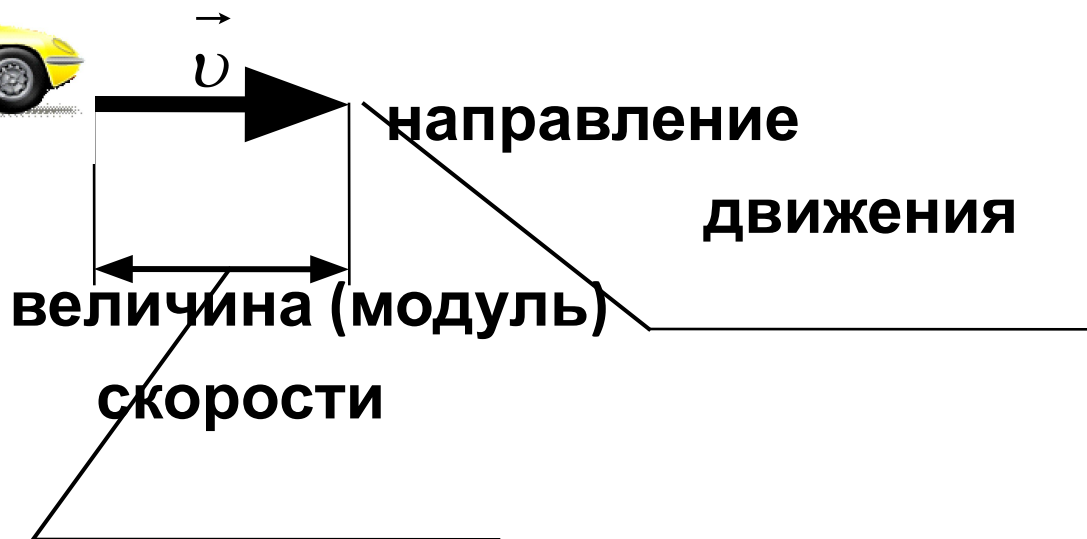 υ⃗
направление
движения
величина (модуль)
скорости